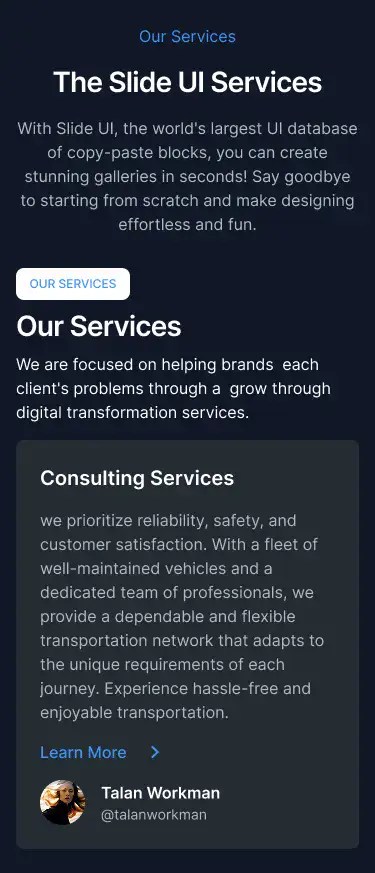 Our Services
The Slide UI Services
With Slide UI, the world's largest UI database
of copy-paste blocks, you can create
stunning galleries in seconds! Say goodbye
to starting from scratch and make designing
effortless and fun.
OUR SERVICES
Our Services
We are focused on helping brands  each
client's problems through a  grow through
digital transformation services.
Consulting Services
we prioritize reliability, safety, and
customer satisfaction. With a fleet of
well-maintained vehicles and a
dedicated team of professionals, we
provide a dependable and flexible
transportation network that adapts to
the unique requirements of each
journey. Experience hassle-free and
enjoyable transportation.
Learn More
Talan Workman
@talanworkman